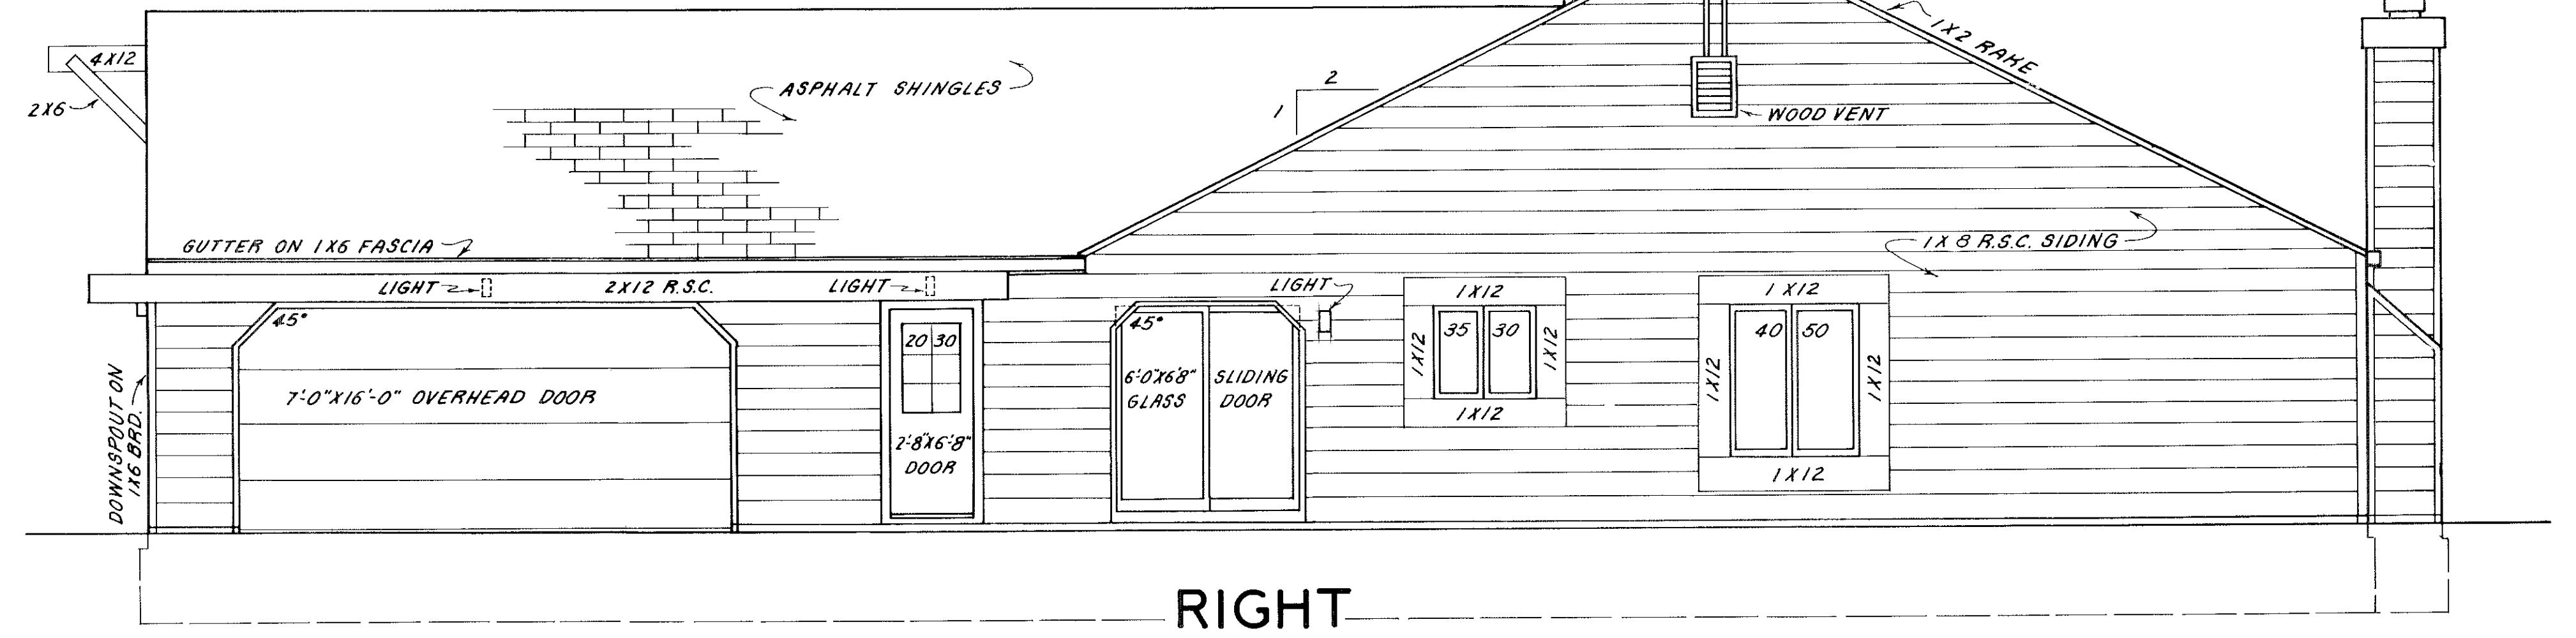 4X12
2X6
ASPHALT SHINGLES
2
1
1X2 RAKE
WOOD VENT
GUTTER ON 1X6 FASCIA
1X8 R.S.C. SIDING
LIGHT
2X12 R.S.C.
LIGHT
LIGHT
45°
7'-0"X16'-0" OVERHEAD DOOR
DOWNSPOUT ON
1X6 BRD.
20 30
2'-8"X6'-8"
DOOR
45°
6'-0"X6'8" SLIDING
GLASS DOOR
1X12
35 30
1X12
1X12
1X12
1X12
40 50
1X12
1X12
1X12
RIGHT